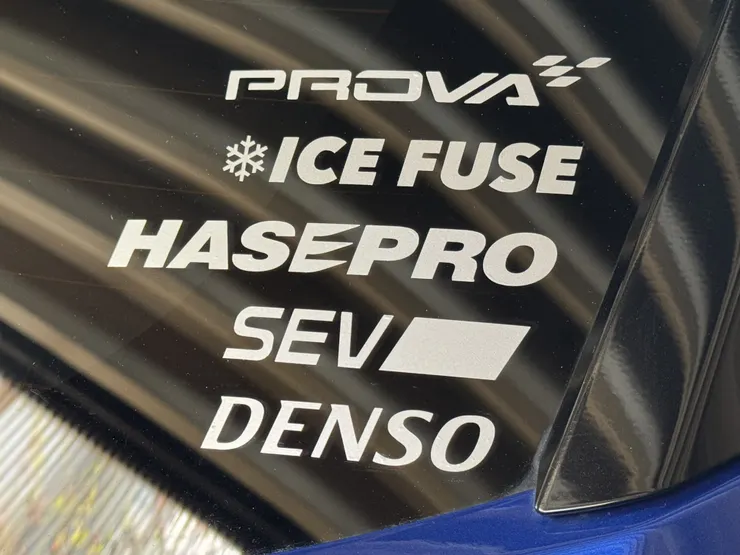 PROVA
ICE FUSE
HASEPRO
SEV
DENSO